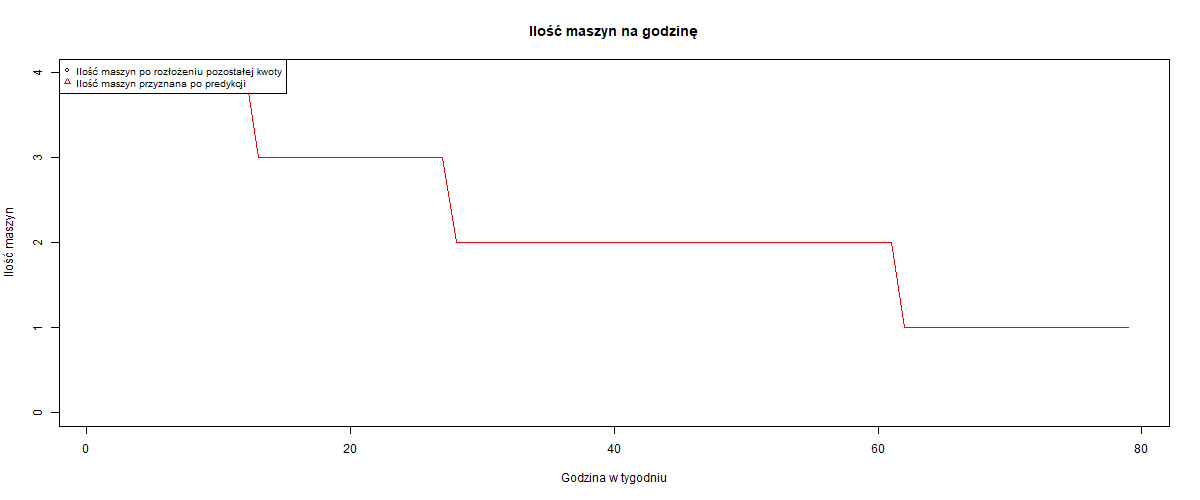 Ilość maszyn na godzinę
Ilość maszyn po rozłożeniu pozostałej kwoty
Ilość maszyn przyznana po predykcji
4
3
2
1
0
Ilość maszyn
0 20 40 60 80
Godzina w tygodniu